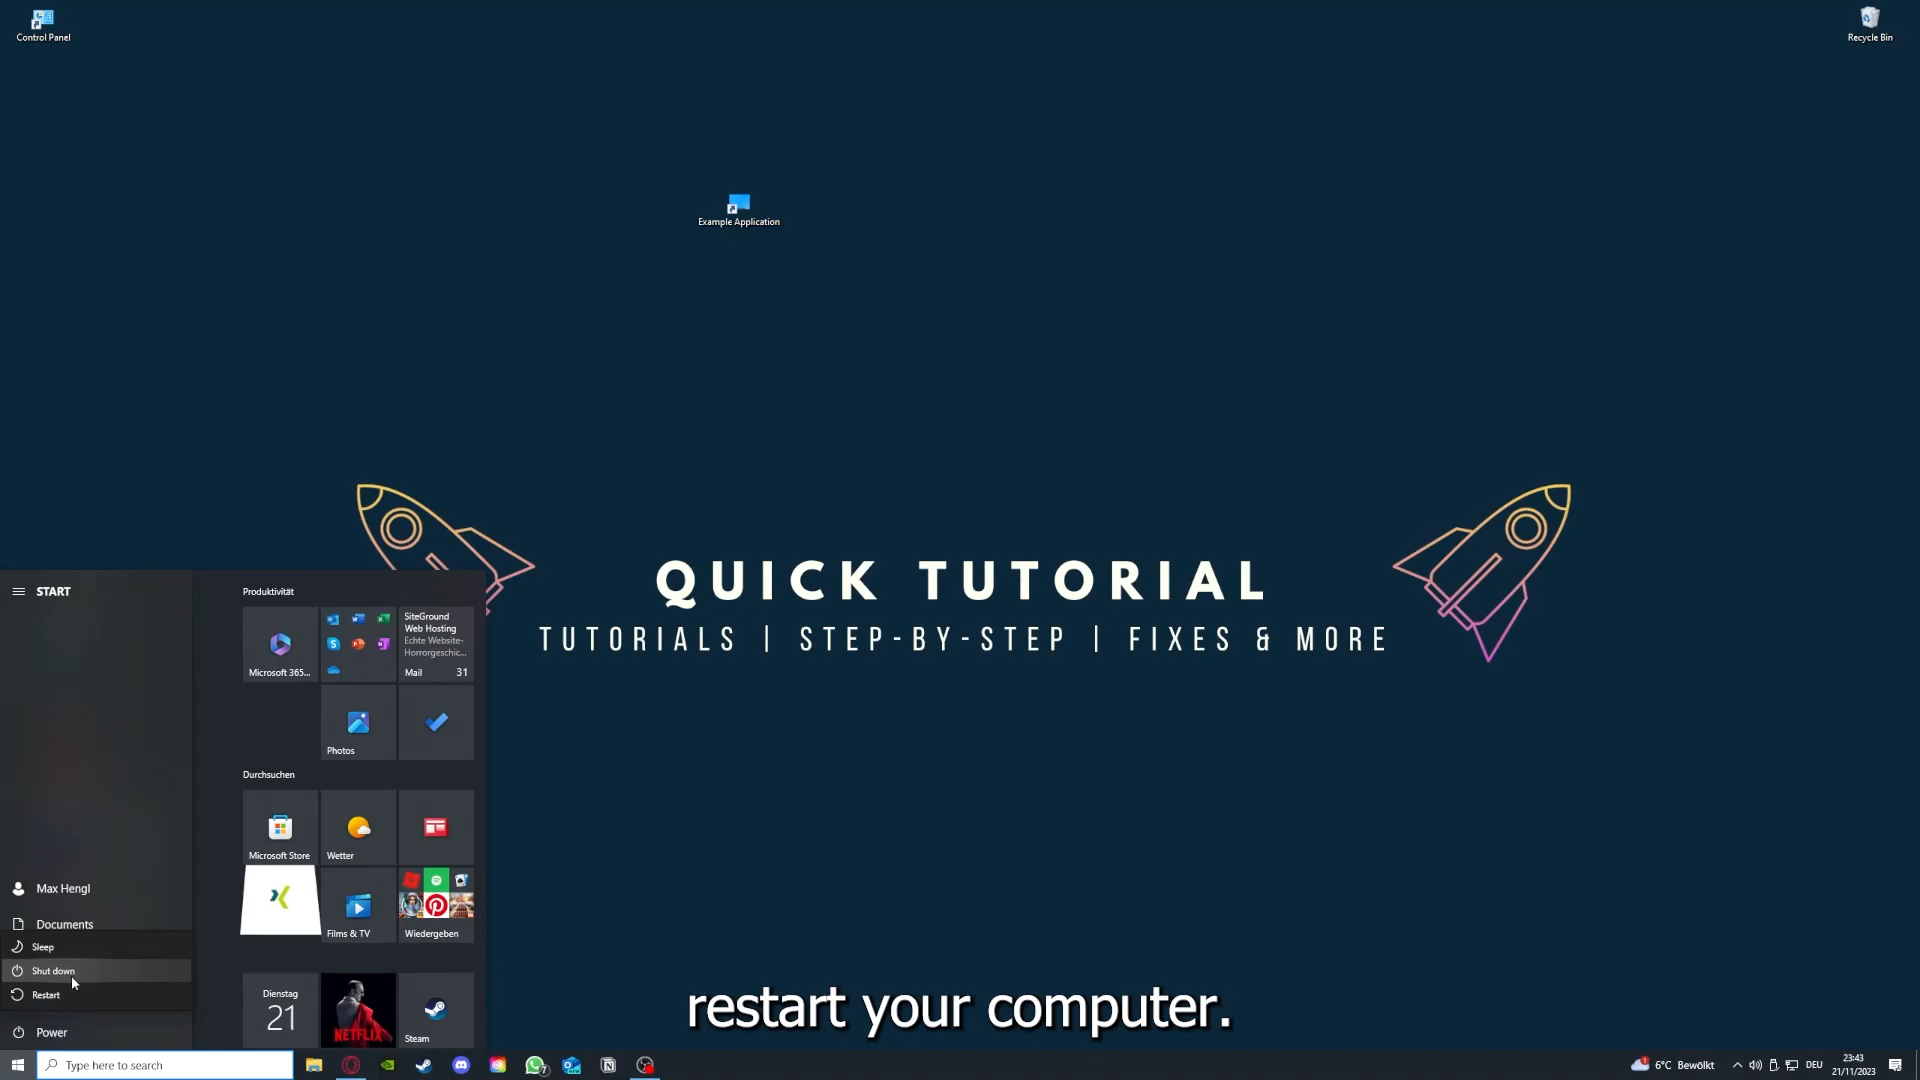 Control Panel
Recycle Bin
Example Application
QUICK TUTORIAL
TUTORIALS | STEP-BY-STEP | FIXES & MORE
START
Produktivität
SiteGround
Web Hosting
Echte Website-
Horrorgeschic...
Microsoft 365...
Mail 31
Photos
Durchsuchen
Microsoft Store
Wetter
Max Hengl
Documents
Films & TV
Wiedergeben
Sleep
Shut down
Restart
Power
Dienstag
21
NETFLIX
Steam
restart your computer.
Type here to search
7
1
6°C Bewölkt
DEU
23:43
21/11/2023